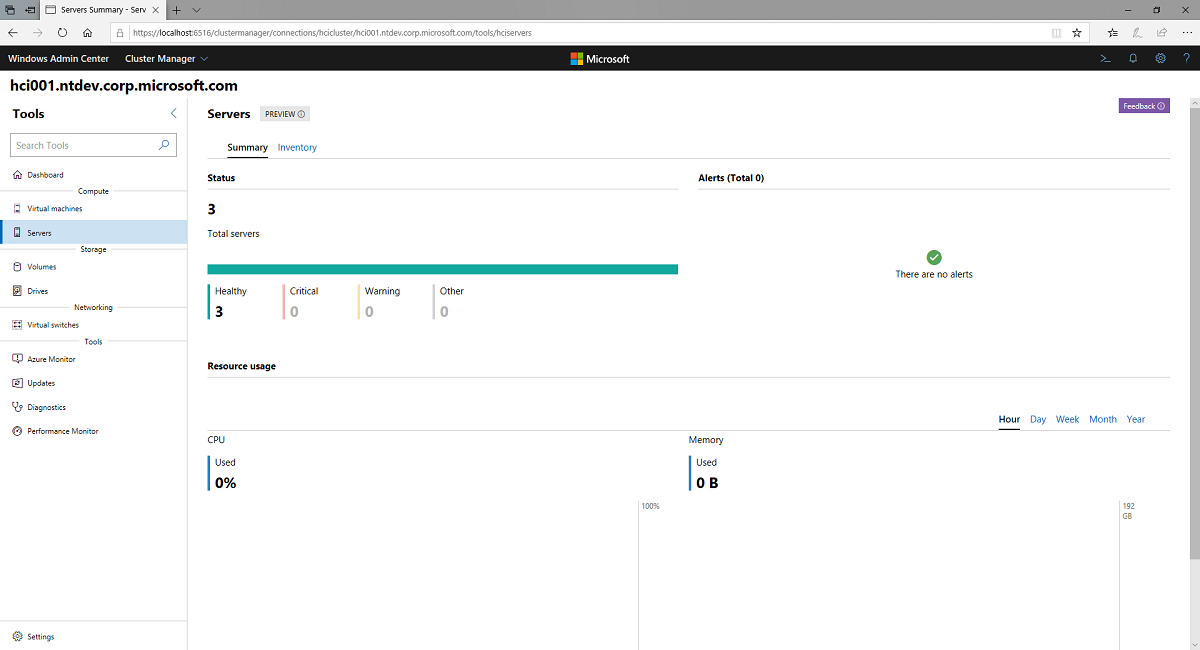 Servers Summary - Serv
https://localhost:6516/clustermanager/connections/hcicluster/hci001.ntdev.corp.microsoft.com/tools/hciservers
Windows Admin Center Cluster Manager Microsoft
hci001.ntdev.corp.microsoft.com
Tools
Search Tools
Dashboard
Compute
Virtual machines
Servers
Storage
Volumes
Drives
Networking
Virtual switches
Tools
Azure Monitor
Updates
Diagnostics
Performance Monitor
Settings
Servers PREVIEW
Feedback
Summary Inventory
Status
3
Total servers
Healthy Critical Warning Other
3 0 0 0
Alerts (Total 0)
There are no alerts
Resource usage
Hour Day Week Month Year
CPU
Used
0%
100%
Memory
Used
0 B
192
GB